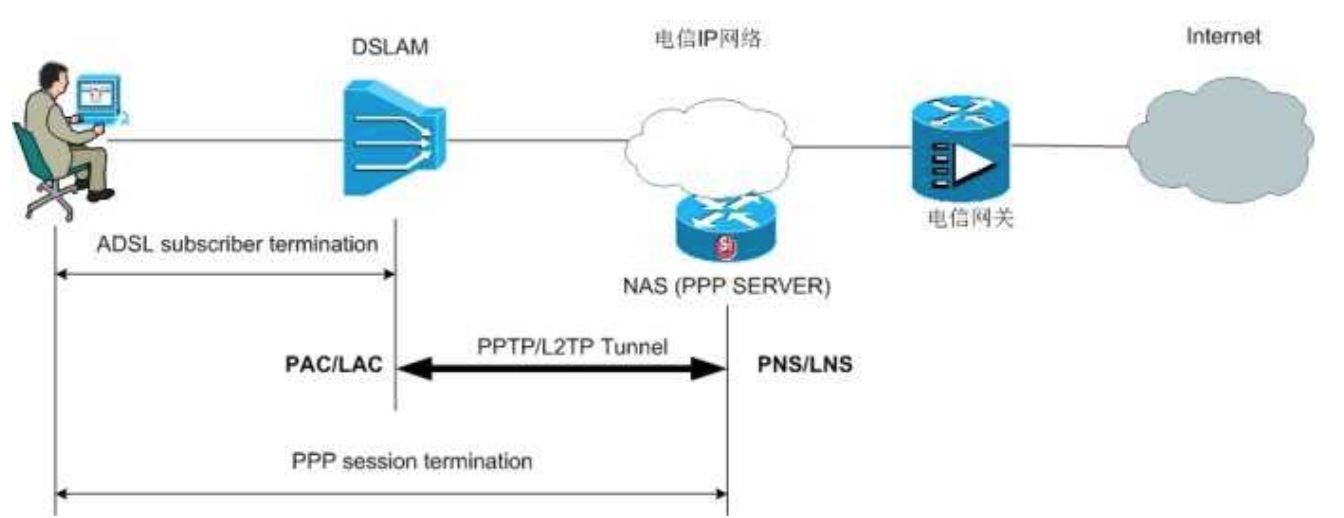 DSLAM
电信IP网络
Internet
电信网关
Si
NAS (PPP SERVER)
ADSL subscriber termination
PAC/LAC
PPTP/L2TP Tunnel
PNS/LNS
PPP session termination